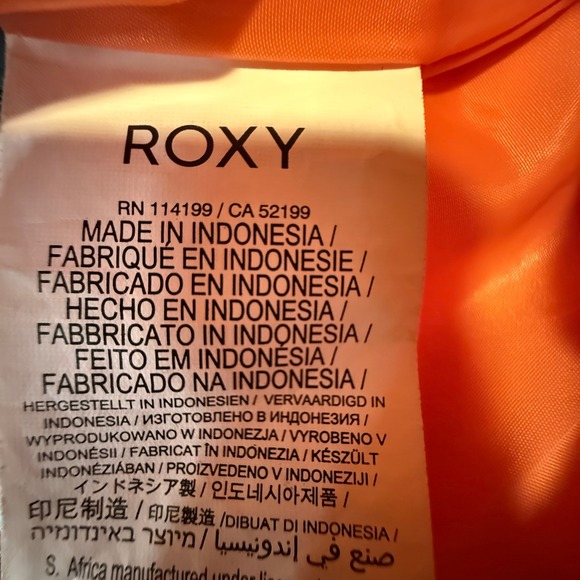 ROXY
RN 114199 / CA 52199
MADE IN INDONESIA /
FABRIQUÉ EN INDONESIE /
FABRICADO EN INDONESIA /
HECHO EN INDONESIA /
FABBRICATO IN INDONESIA /
FEITO EM INDONÉSIA /
FABRICADO NA INDONESIA /
HERGESTELLT IN INDONESIEN / VERVAARDIGD IN
INDONESIA / ИЗГОТОВЛЕНО В ИНДОНЕЗИЯ /
WYPRODUKOWANO W INDONEZJA / VYROBENO V
INDONÉSII / FABRICAT ÎN INDONEZIA / KÉSZÜLT
INDONÉZIÁBAN / PROIZVEDENO V INDONEZIJI /
インドネシア製 / 인도네시아제품 /
印尼制造 / 印尼製造 /DIBUAT DI INDONESIA /
صنع في إندونيسيا / מיוצר באינדונזיה
S. Africa manufactured under